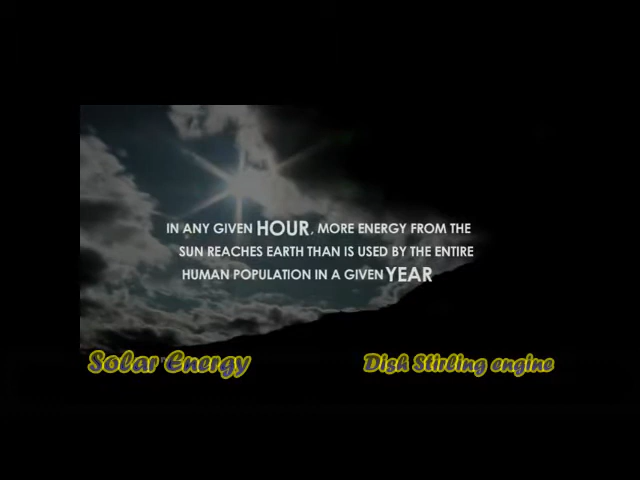 IN ANY GIVEN HOUR, MORE ENERGY FROM THE
SUN REACHES EARTH THAN IS USED BY THE ENTIRE
HUMAN POPULATION IN A GIVEN YEAR
Solar Energy
Dish Stirling engine